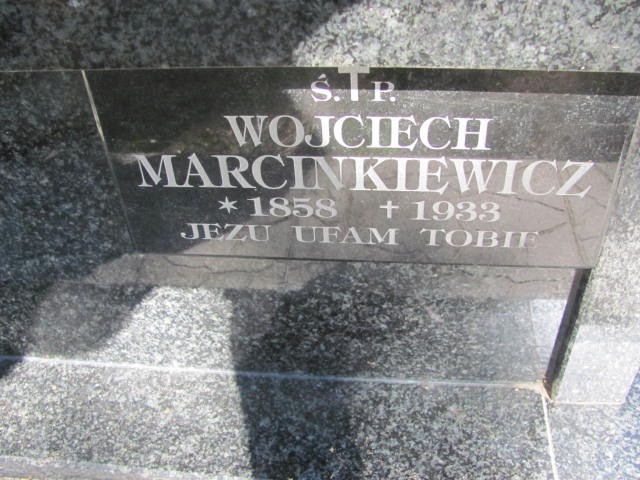 Ś.†P.
WOJCIECH
MARCINKIEWICZ
* 1858 † 1933
JEZU UFAM TOBIE